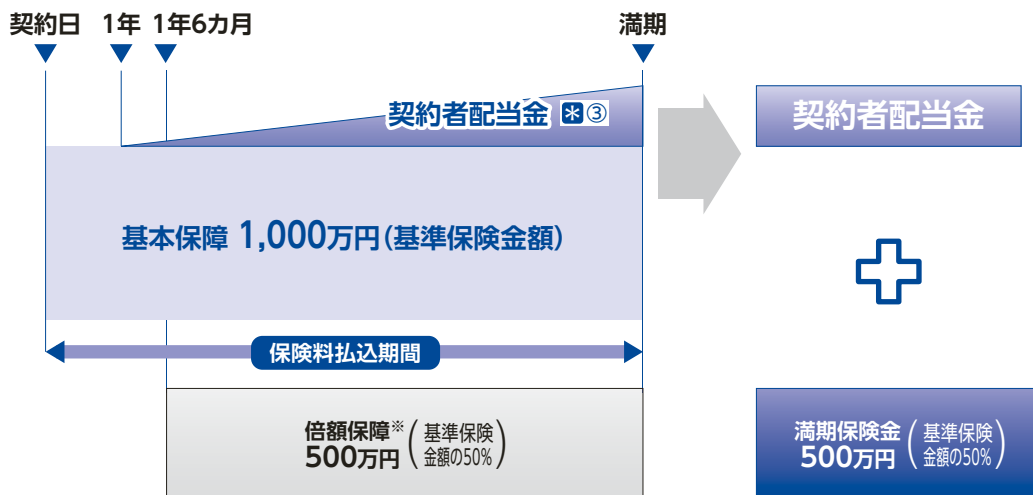 契約日 1年 1年6カ月 満期
契約者配当金 *③
契約者配当金
基本保障 1,000万円(基準保険金額)
保険料払込期間
倍額保障※
500万円
(基準保険
金額の50%)
満期保険金
500万円
(基準保険
金額の50%)